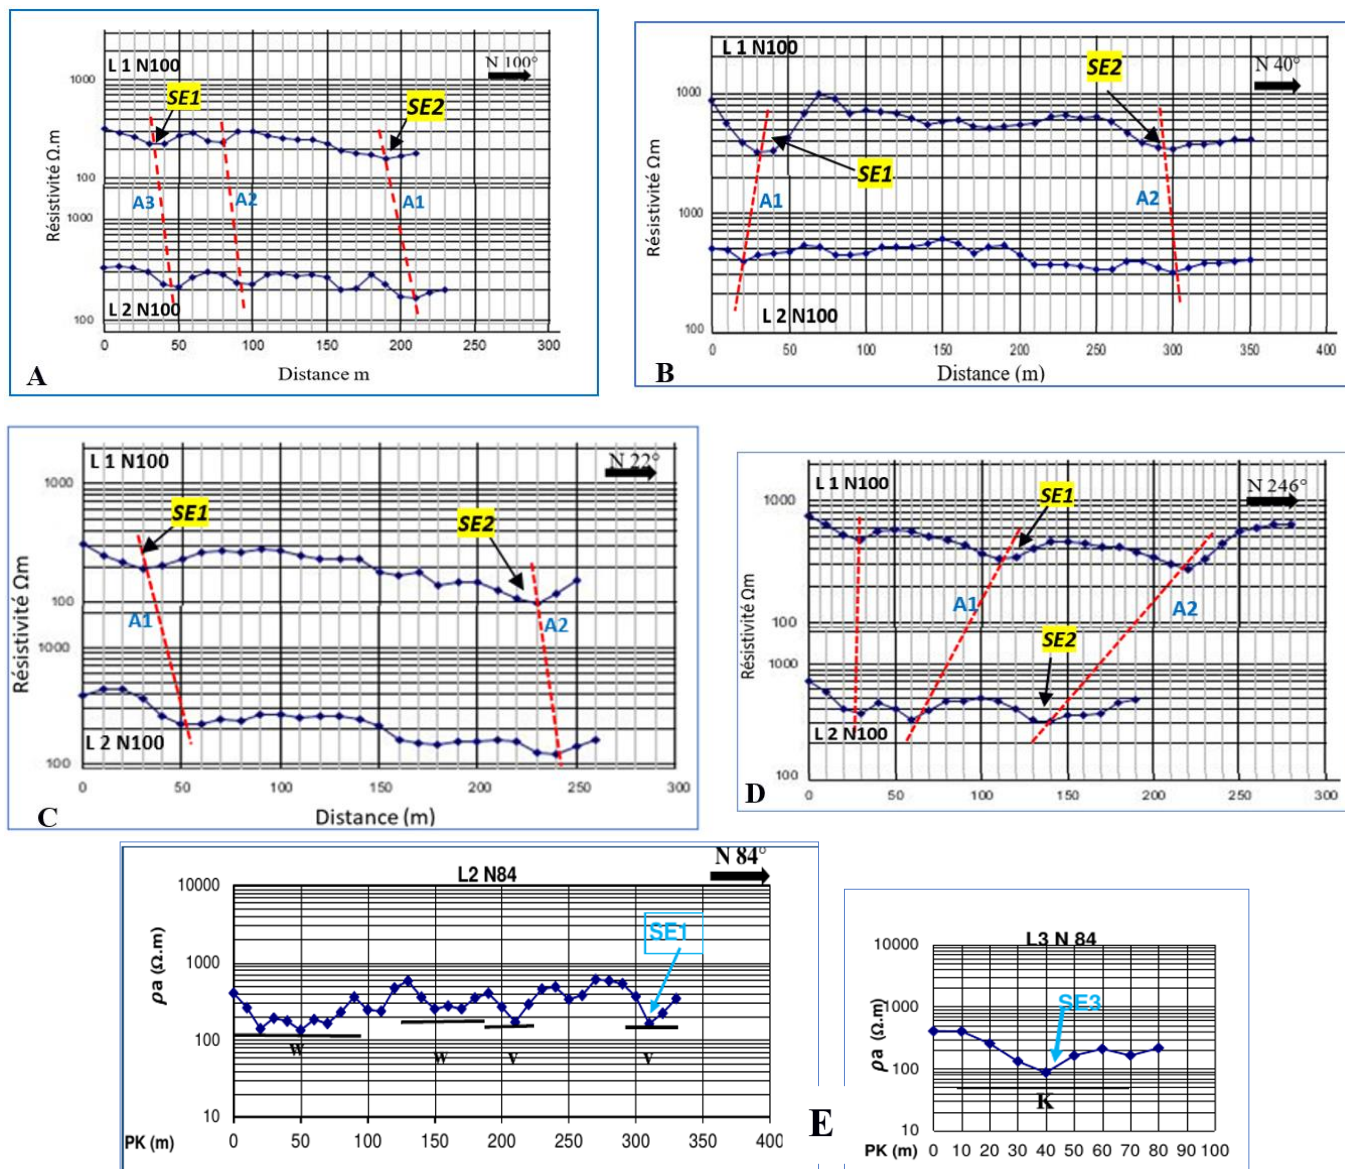 L 1 N100
N 100°
1000
SE1
SE2
100
A3
A2
A1
1000
L 2 N100
100
0 50 100 150 200 250 300
Résistivité Ω.m
Distance m
A
L 1 N100
N 40°
SE2
1000
SE1
A1
A2
1000
L 2 N100
100
0 50 100 150 200 250 300 350 400
Résistivité Ωm
Distance (m)
B
L 1 N100
N 22°
1000
SE1
SE2
100
A1
A2
1000
L 2 N100
100
0 50 100 150 200 250 300
Résistivité Ωm
Distance (m)
C
L 1 N100
N 246°
1000
SE1
A1
A2
100
SE2
1000
L 2 N100
100
0 50 100 150 200 250 300
Résistivité Ωm
D
N 84°
L2 N84
10000
SE1
1000
100
W W V V
10
ρa (Ω.m)
PK (m) 0 50 100 150 200 250 300 350 400
E
L3 N 84
10000
1000
SE3
100
K
10
ρa (Ω.m)
PK (m) 0 10 20 30 40 50 60 70 80 90 100